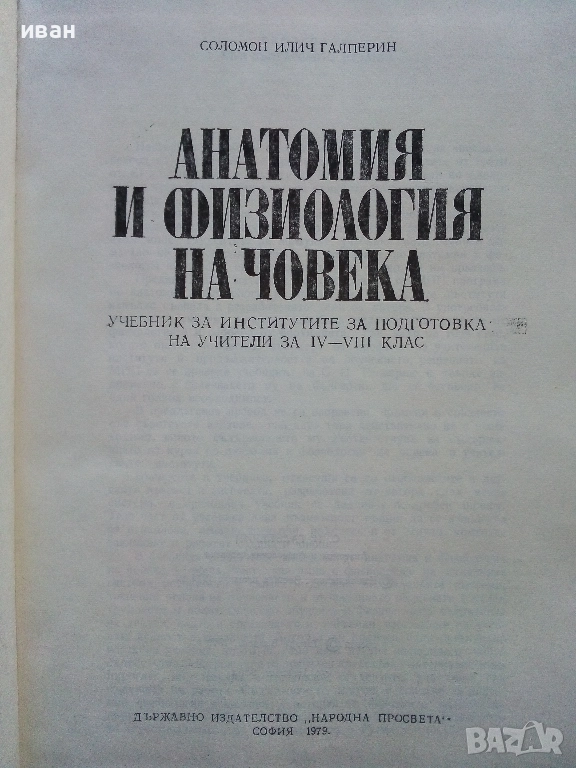 иван
СОЛОМОН ИЛИЧ ГАЛПЕРИН
АНАТОМИЯ
И ФИЗИОЛОГИЯ
НА ЧОВЕКА
УЧЕБНИК ЗА ИНСТИТУТИТЕ ЗА ПОДГОТОВКА
НА УЧИТЕЛИ ЗА IV—VIII КЛАС
ДЪРЖАВНО ИЗДАТЕЛСТВО „НАРОДНА ПРОСВЕТА“
СОФИЯ 1979
BAZAR